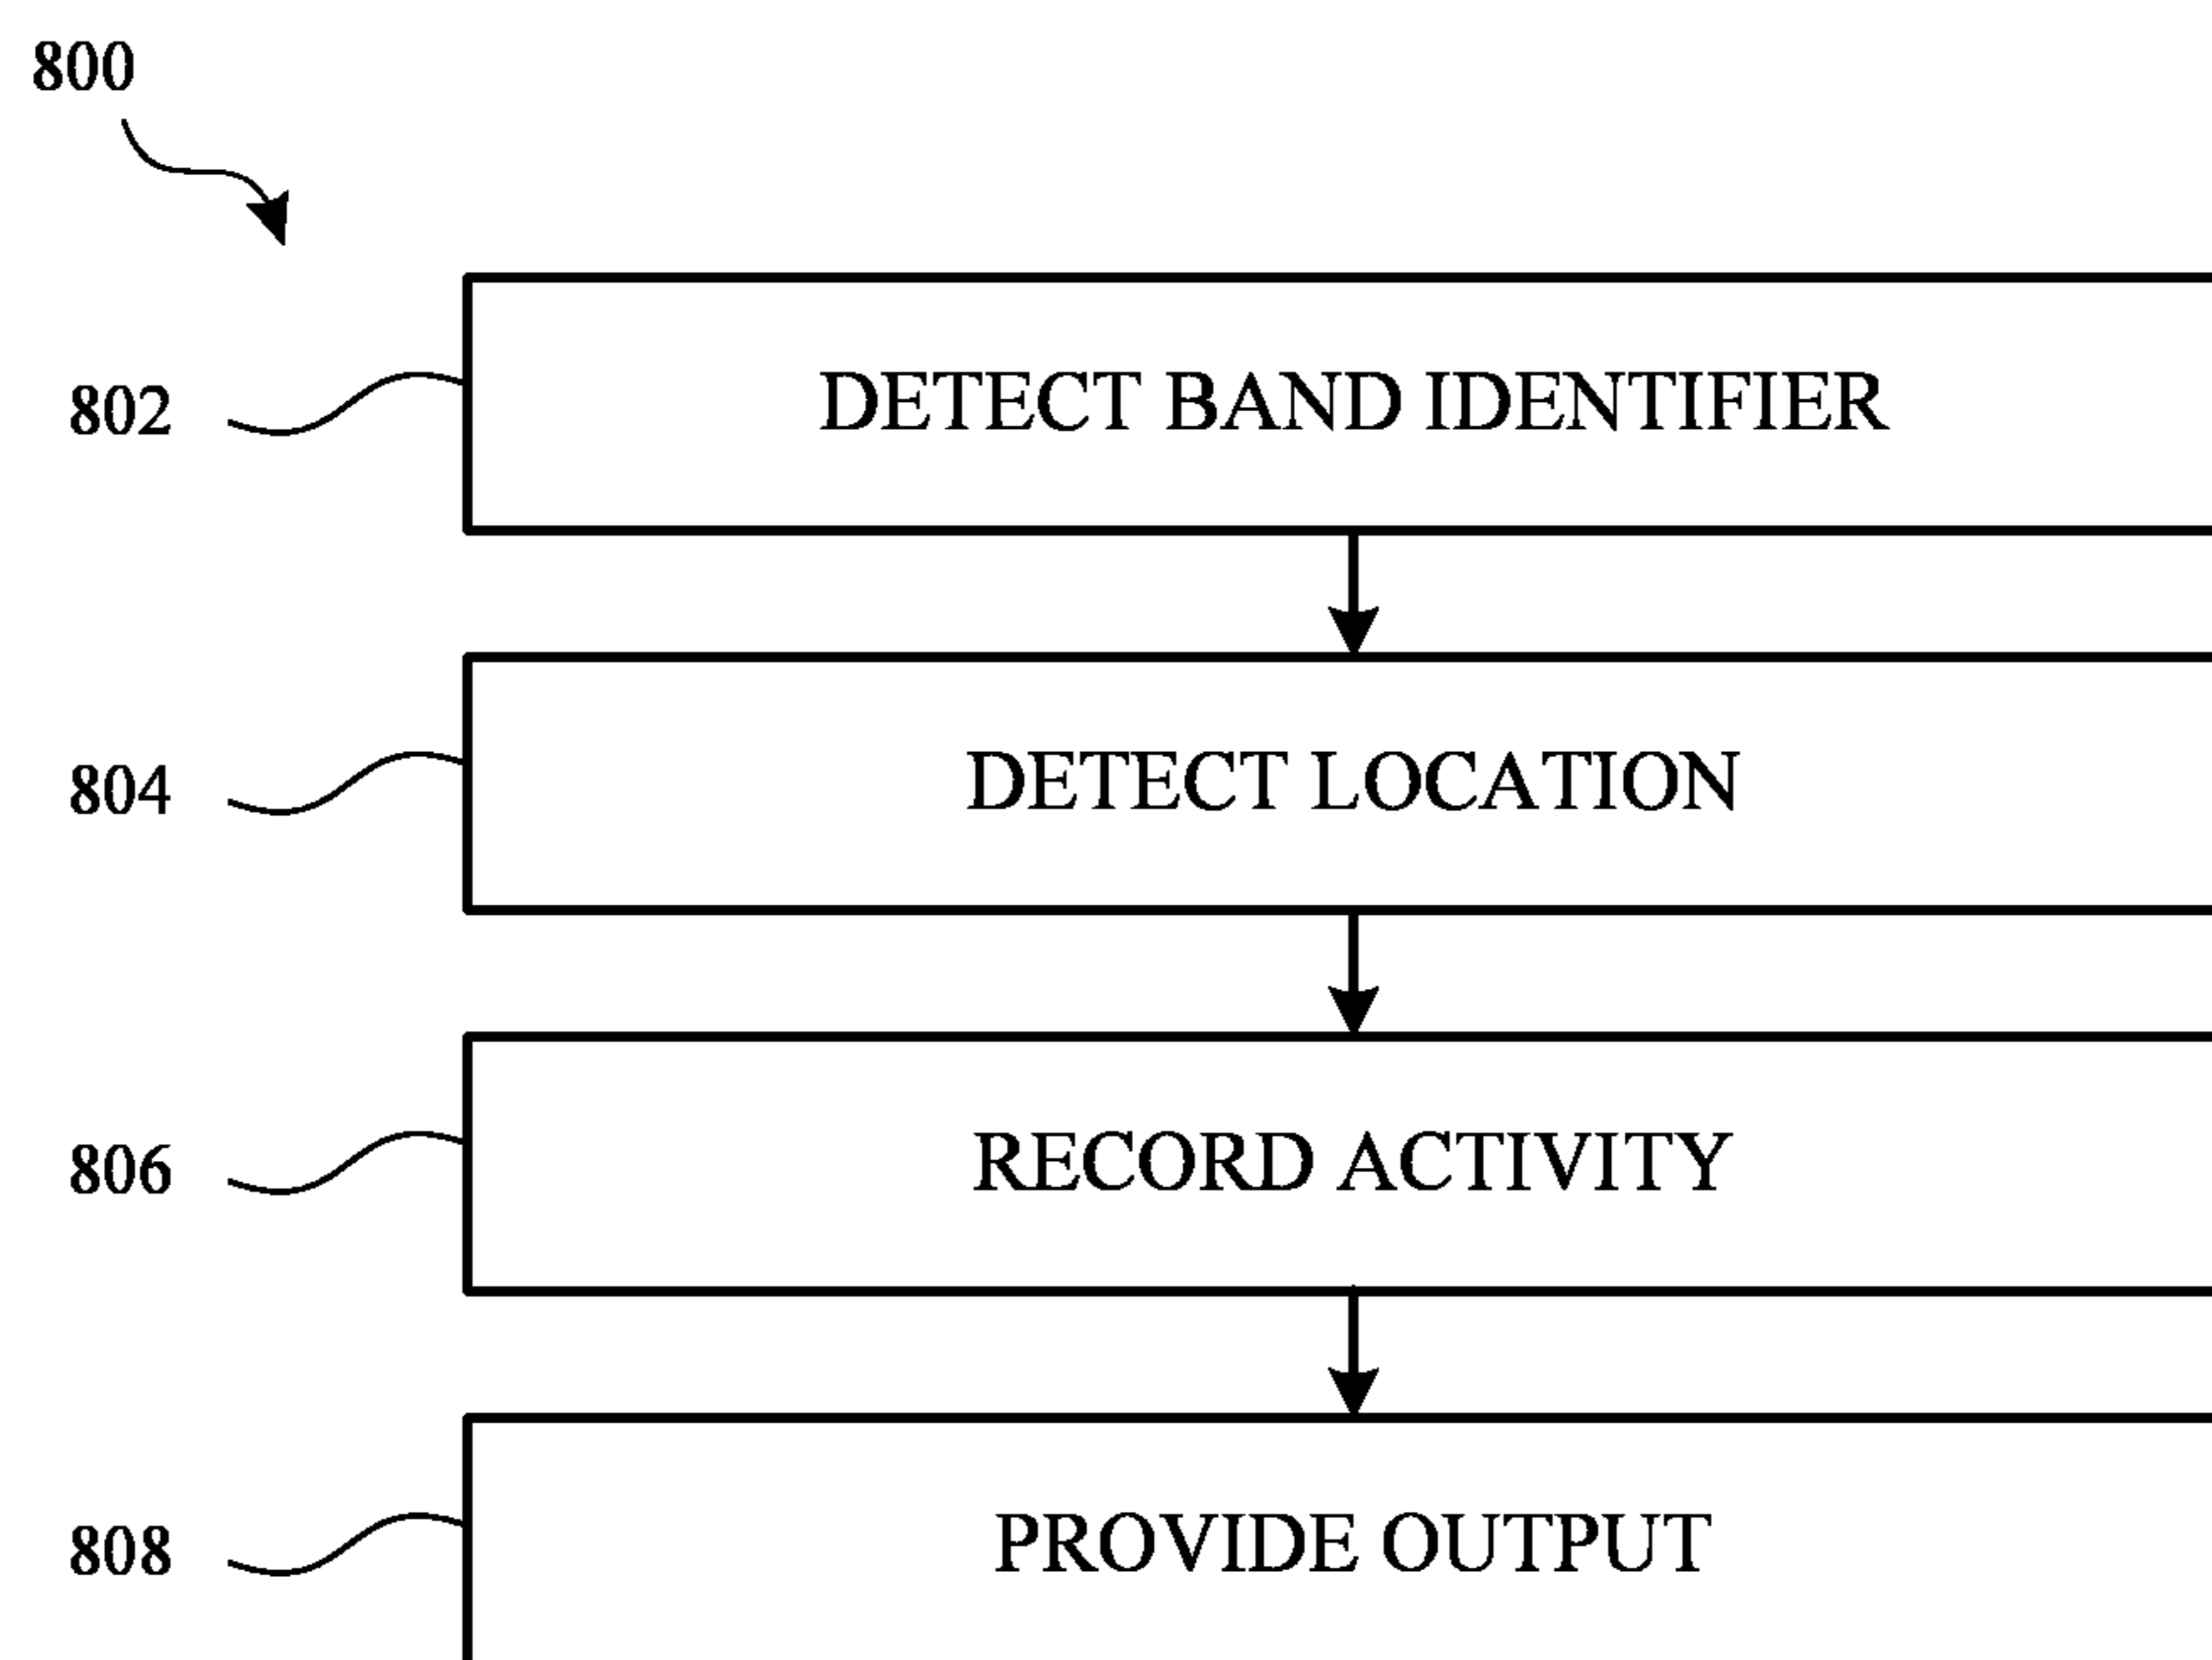 800
802 DETECT BAND IDENTIFIER
804 DETECT LOCATION
806 RECORD ACTIVITY
808 PROVIDE OUTPUT